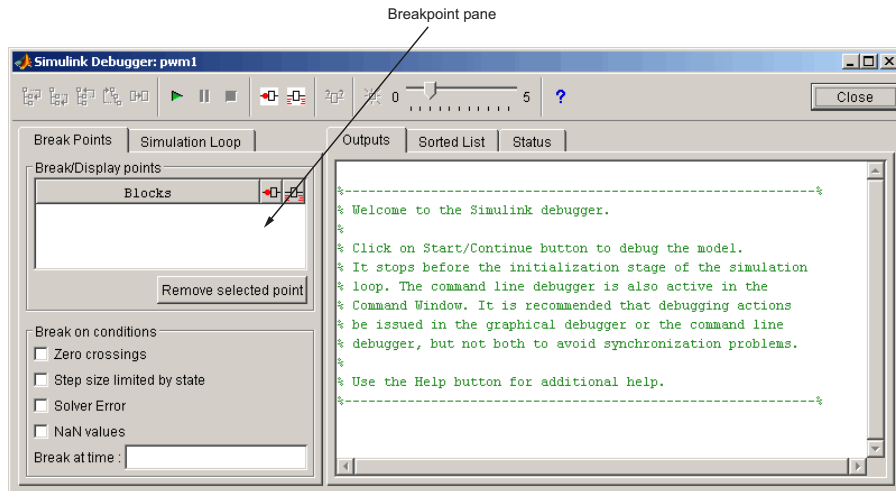 Breakpoint pane
Simulink Debugger: pwm1
0 5 ? Close
Break Points Simulation Loop
Break/Display points
Blocks
Remove selected point
Break on conditions
Zero crossings
Step size limited by state
Solver Error
NaN values
Break at time :
Outputs Sorted List Status
%-----------------------------------------------------------%
% Welcome to the Simulink debugger.
%
% Click on Start/Continue button to debug the model.
% It stops before the initialization stage of the simulation
% loop. The command line debugger is also active in the
% Command Window. It is recommended that debugging actions
% be issued in the graphical debugger or the command line
% debugger, but not both to avoid synchronization problems.
%
% Use the Help button for additional help.
%-----------------------------------------------------------%